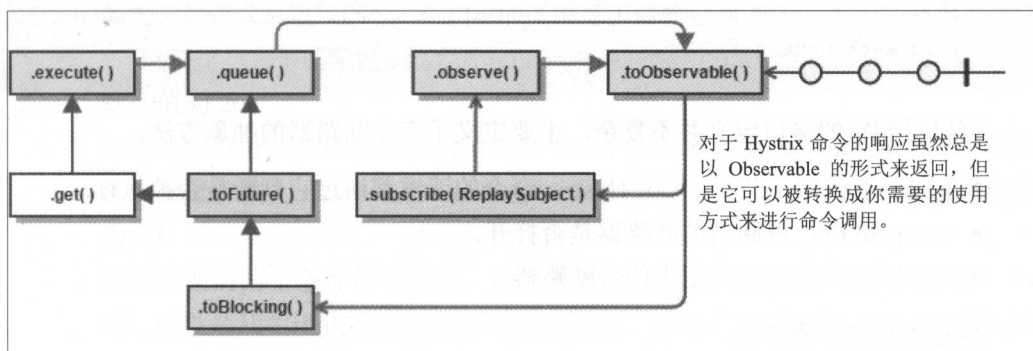 .execute( )
.queue( )
.observe( )
.toObservable( )
.get( )
.toFuture( )
.subscribe( ReplaySubject )
.toBlocking( )
对于 Hystrix 命令的响应虽然总是
以 Observable 的形式来返回，但
是它可以被转换成你需要的使用
方式来进行命令调用。